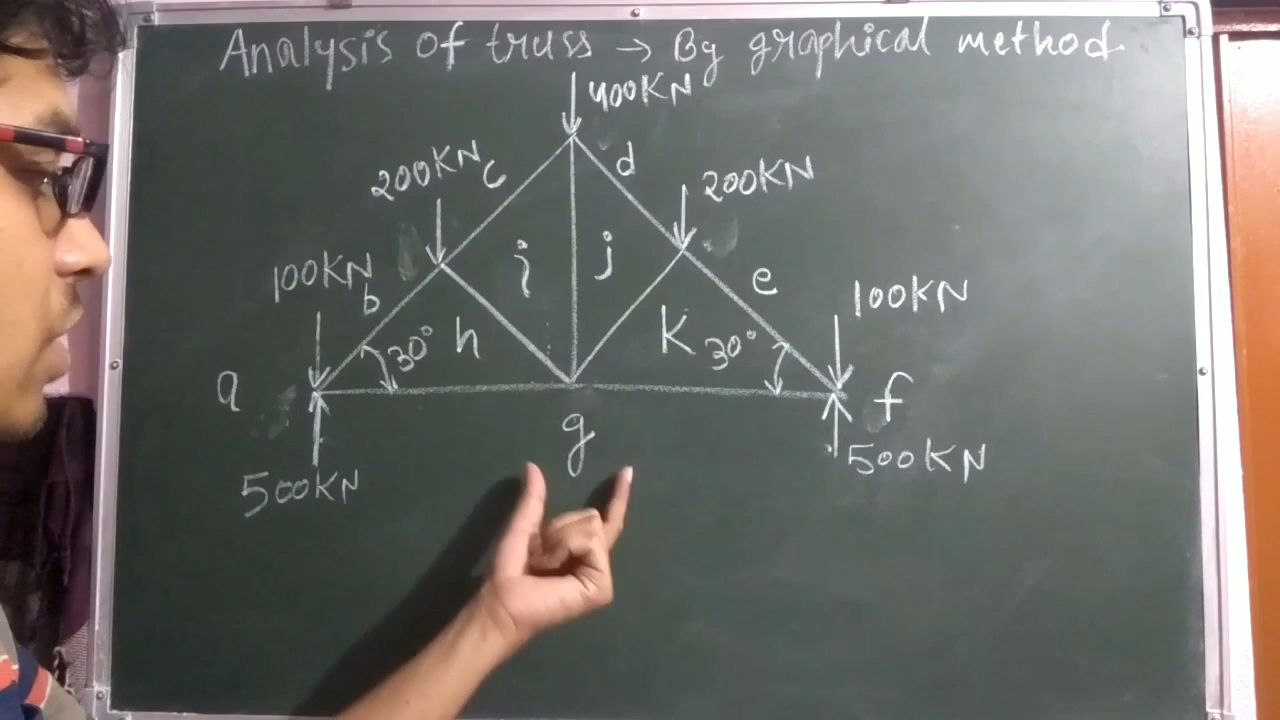 Analysis of truss → By graphical method
400KN
200KN c
d
200KN
100KN
b
i
j
e
100KN
30°
h
K
30°
a
f
g
500KN
500KN